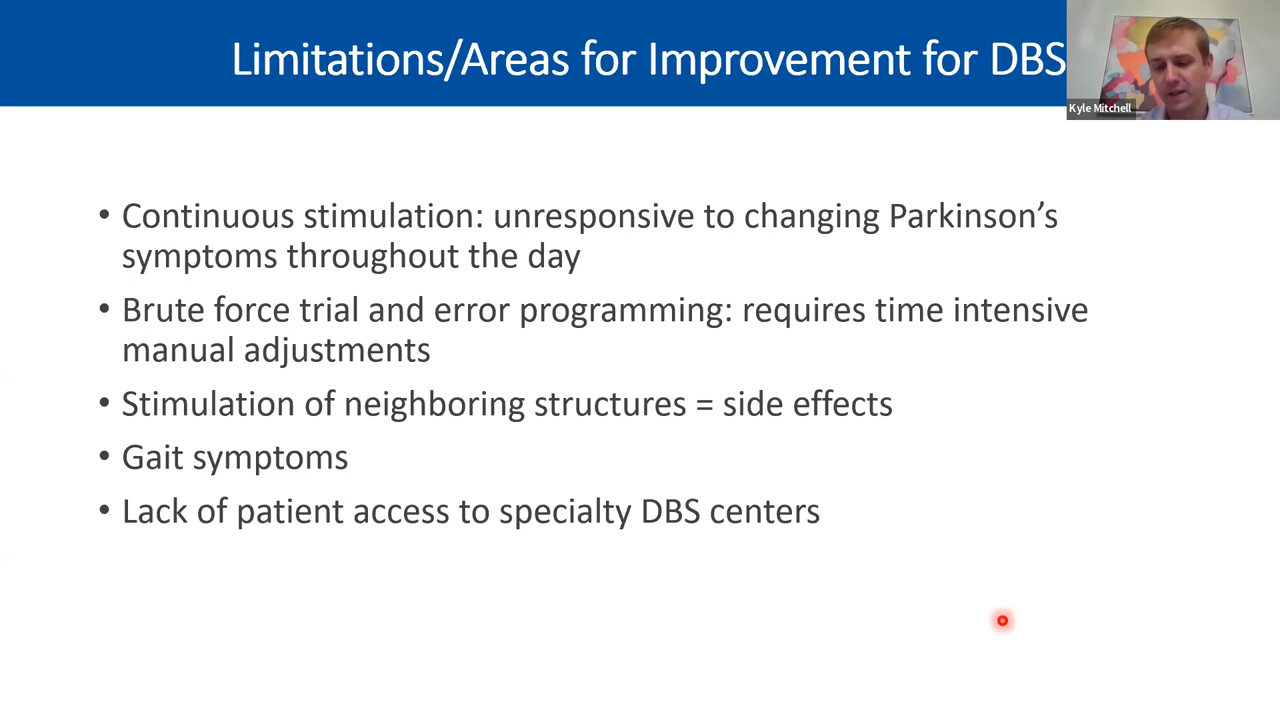 Limitations/Areas for Improvement for DBS
Kyle Mitchell
• Continuous stimulation: unresponsive to changing Parkinson’s
symptoms throughout the day
• Brute force trial and error programming: requires time intensive
manual adjustments
• Stimulation of neighboring structures = side effects
• Gait symptoms
• Lack of patient access to specialty DBS centers